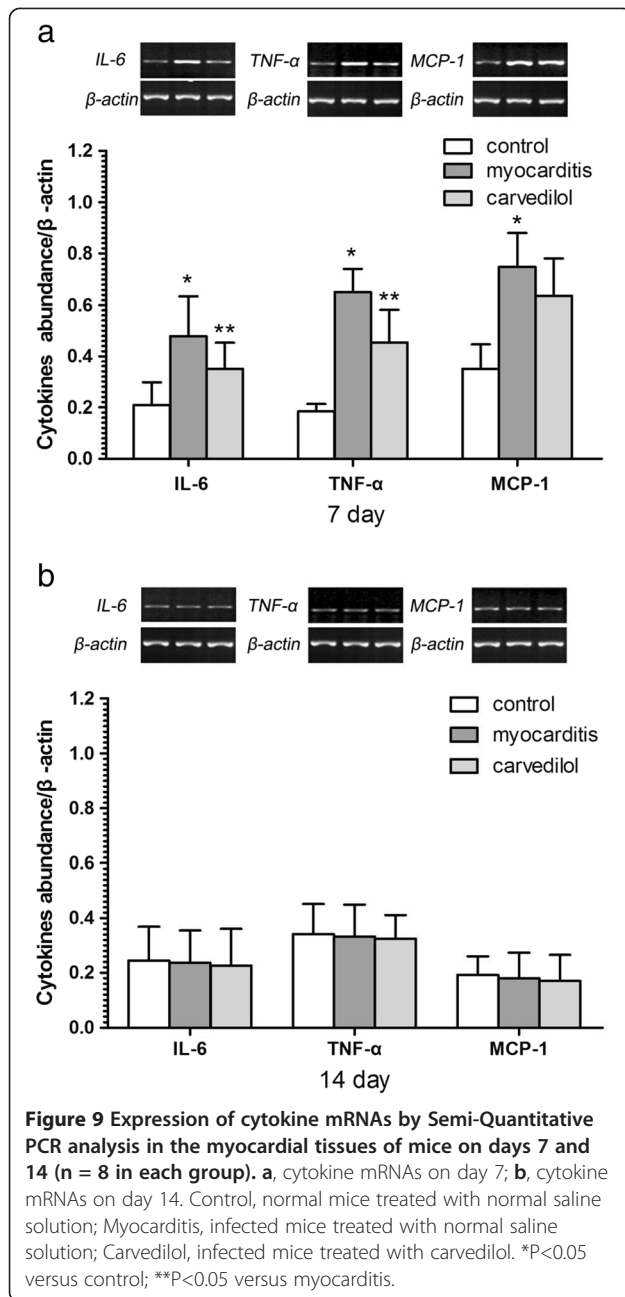 a
IL-6 TNF-α MCP-1
β-actin β-actin β-actin
1.2
1.0
0.8
0.6
0.4
0.2
0.0
Cytokines abundance/β -actin
control
myocarditis
carvedilol
* ** * ** *
IL-6 TNF-α MCP-1
7 day
b
IL-6 TNF-α MCP-1
β-actin β-actin β-actin
1.2
1.0
0.8
0.6
0.4
0.2
0.0
Cytokines abundance/β -actin
control
myocarditis
carvedilol
IL-6 TNF-α MCP-1
14 day
Figure 9 Expression of cytokine mRNAs by Semi-Quantitative
PCR analysis in the myocardial tissues of mice on days 7 and
14 (n = 8 in each group). a, cytokine mRNAs on day 7; b, cytokine
mRNAs on day 14. Control, normal mice treated with normal saline
solution; Myocarditis, infected mice treated with normal saline
solution; Carvedilol, infected mice treated with carvedilol. *P<0.05
versus control; **P<0.05 versus myocarditis.